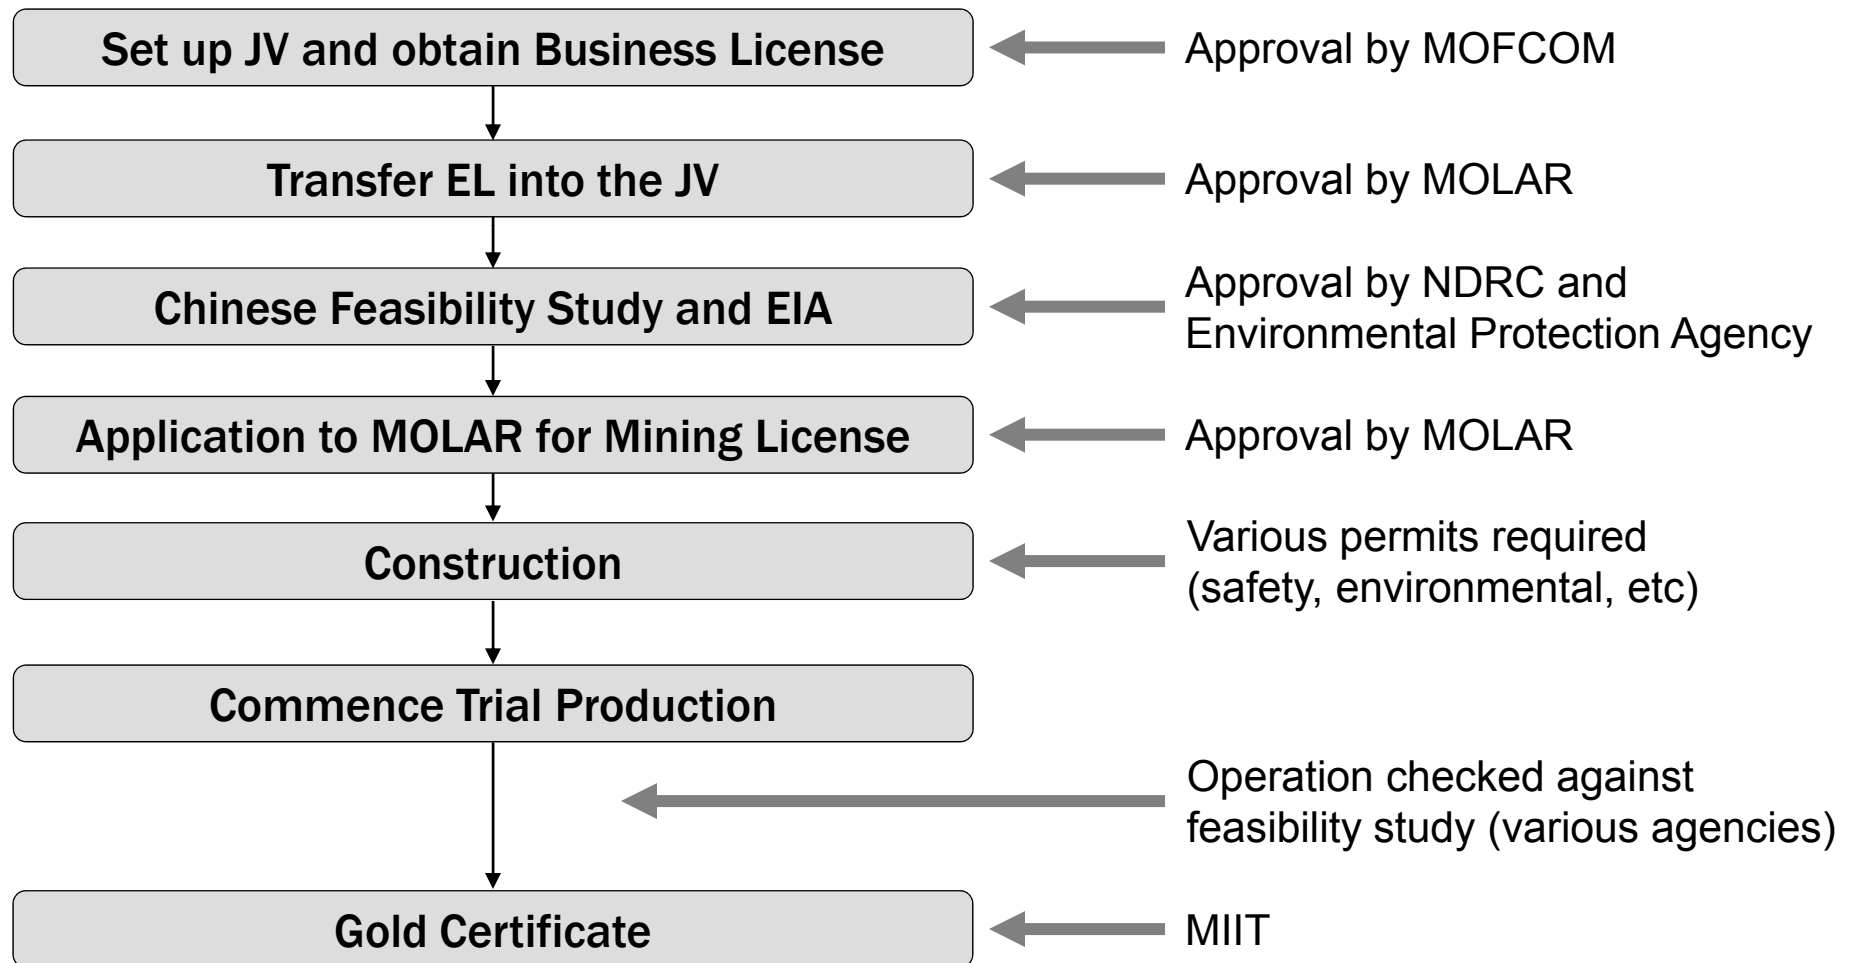 Set up JV and obtain Business License
Approval by MOFCOM
Transfer EL into the JV
Approval by MOLAR
Chinese Feasibility Study and EIA
Approval by NDRC and
Environmental Protection Agency
Application to MOLAR for Mining License
Approval by MOLAR
Construction
Various permits required
(safety, environmental, etc)
Commence Trial Production
Operation checked against
feasibility study (various agencies)
Gold Certificate
MIIT